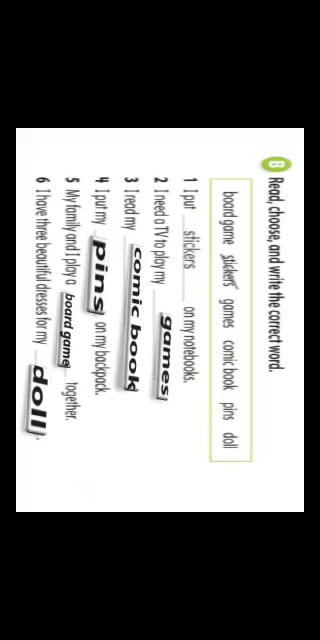 B Read, choose, and write the correct word.
board game stickers games comic book pins doll
1 I put stickers on my notebooks.
2 I need a TV to play my games
3 I read my comic book
4 I put my pins on my backpack.
5 My family and I play a board game together.
6 I have three beautiful dresses for my doll.